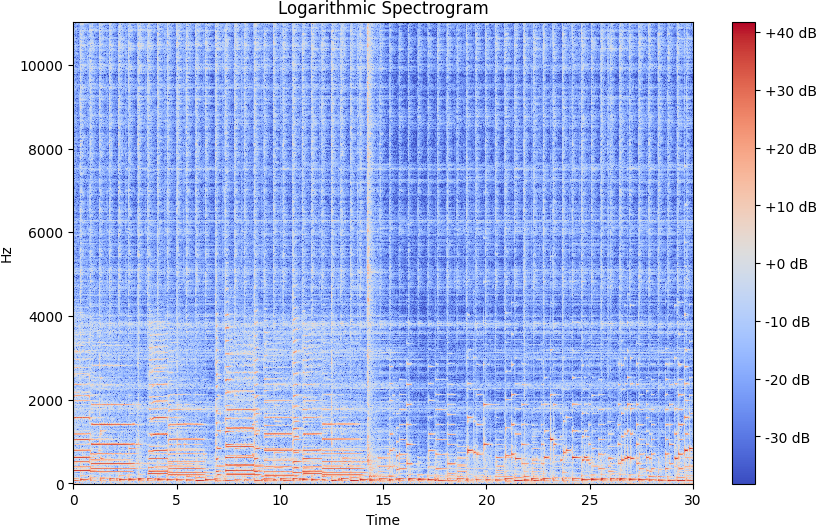 Logarithmic Spectrogram
Hz
10000
8000
6000
4000
2000
0
0 5 10 15 20 25 30
Time
+40 dB
+30 dB
+20 dB
+10 dB
+0 dB
-10 dB
-20 dB
-30 dB